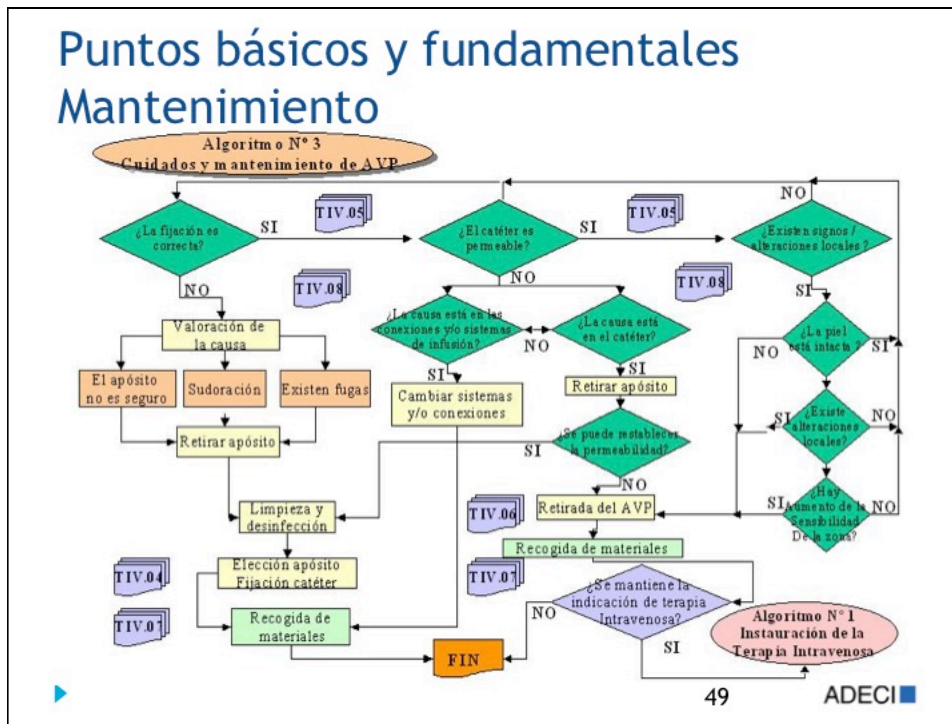 Puntos básicos y fundamentales
Mantenimiento
Algoritmo Nº 3
Cuidados y mantenimiento de AVP
NO
TIV.05
TIV.05
¿La fijación es
correcta?
SI
¿El catéter es
permeable?
SI
¿Existen signos /
alteraciones locales ?
NO
TIV.08
NO
TIV.08
SI
Valoración de
la causa
¿La causa está en las
conexiones y/o sistemas
de infusión?
NO
¿La causa está
en el catéter?
NO
¿La piel
está intacta ?
SI
El apósito
no es seguro
Sudoración
Existen fugas
SI
Cambiar sistemas
y/o conexiones
SI
Retirar apósito
SI
¿Existe
alteraciones
locales?
NO
Retirar apósito
SI
¿Se puede restablecer
la permeabilidad?
NO
SI
¿Hay
Aumento de la
Sensibilidad
De la zona?
NO
Limpieza y
desinfección
TIV.06
Retirada del AVP
Recogida de materiales
TIV.04
Elección apósito
Fijación catéter
TIV.07
¿Se mantiene la
indicación de terapia
Intravenosa?
NO
SI
TIV.07
Recogida de
materiales
FIN
Algoritmo Nº 1
Instauración de la
Terapia Intravenosa
49
ADECI